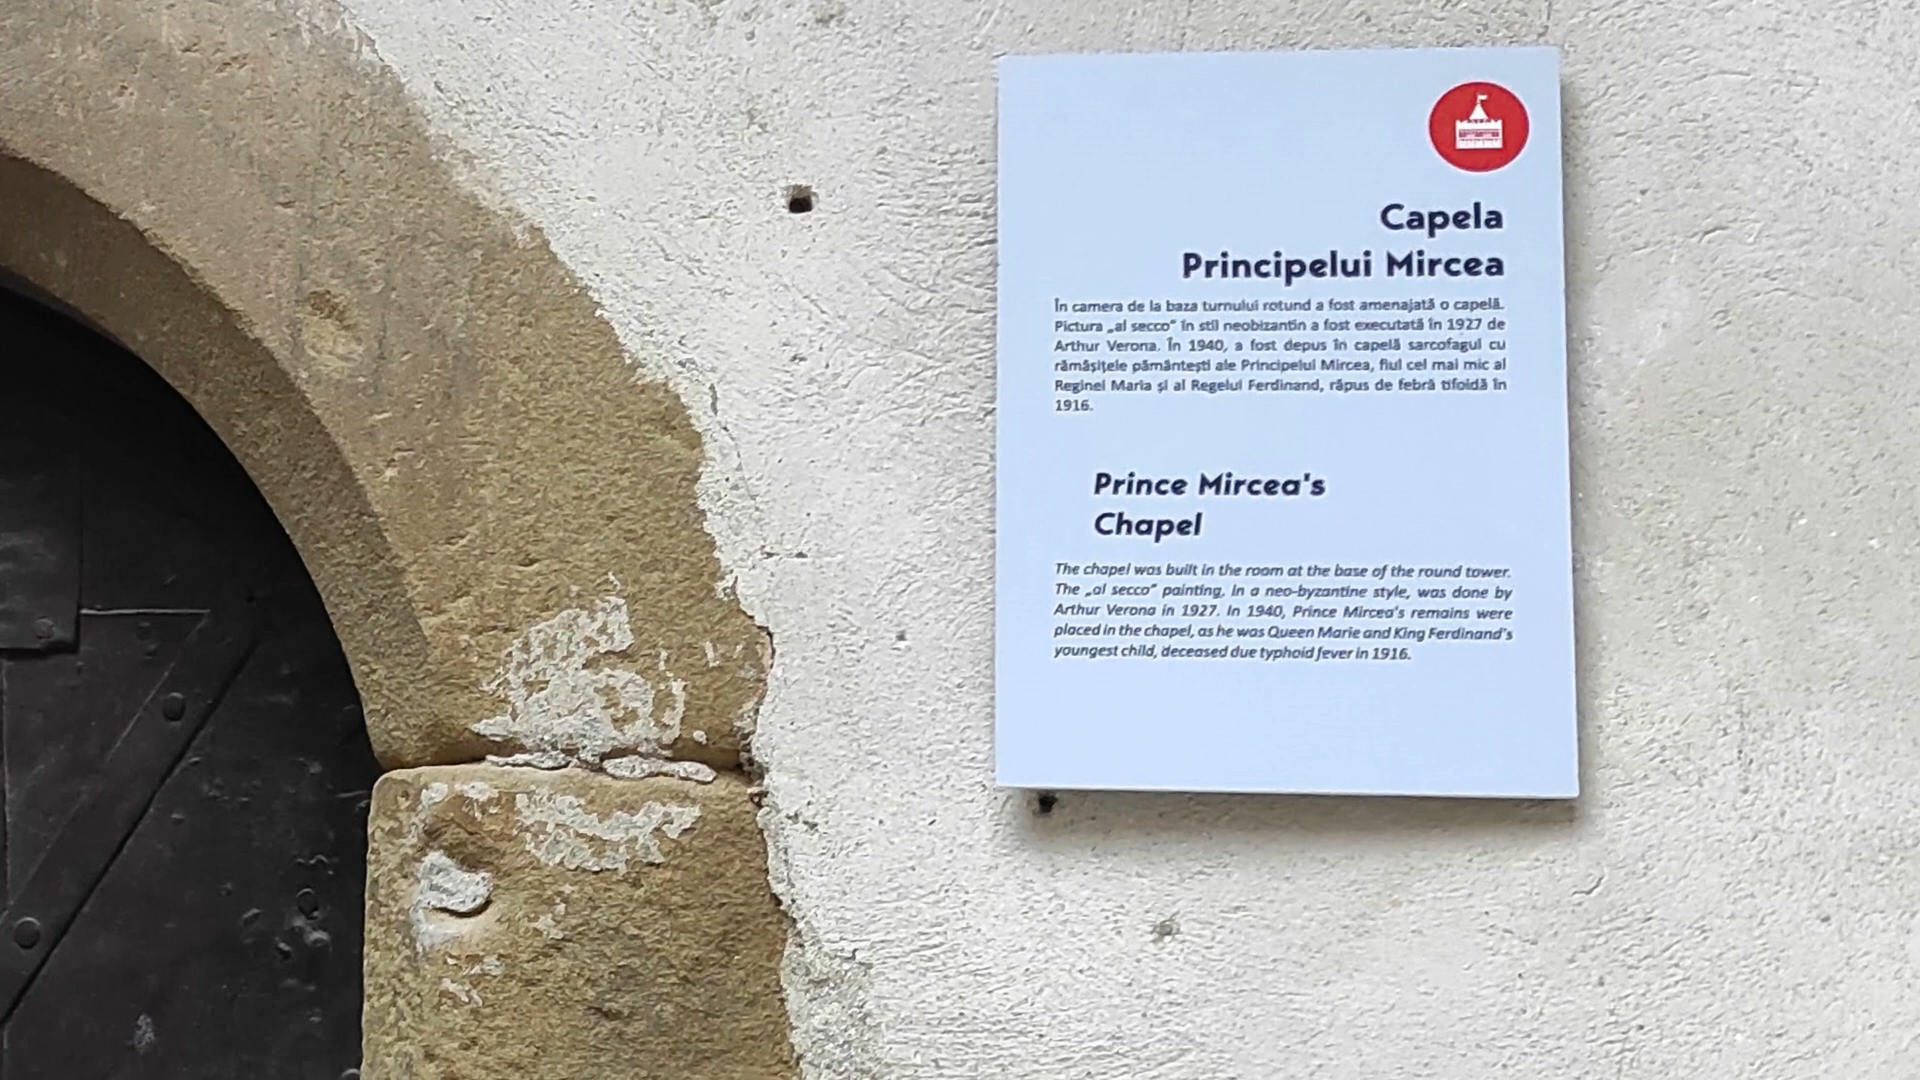 Capela
Principelui Mircea
În camera de la baza turnului rotund a fost amenajată o capelă.
Pictura „al secco" în stil neobizantin a fost executată în 1927 de
Arthur Verona. În 1940, a fost depus în capelă sarcofagul cu
rămășițele pământești ale Principelui Mircea, fiul cel mai mic al
Reginei Maria și al Regelui Ferdinand, răpus de febră tifoidă în
1916.
Prince Mircea's
Chapel
The chapel was built in the room at the base of the round tower.
The „al secco" painting, in a neo-byzantine style, was done by
Arthur Verona in 1927. In 1940, Prince Mircea's remains were
placed in the chapel, as he was Queen Marie and King Ferdinand's
youngest child, deceased due typhoid fever in 1916.